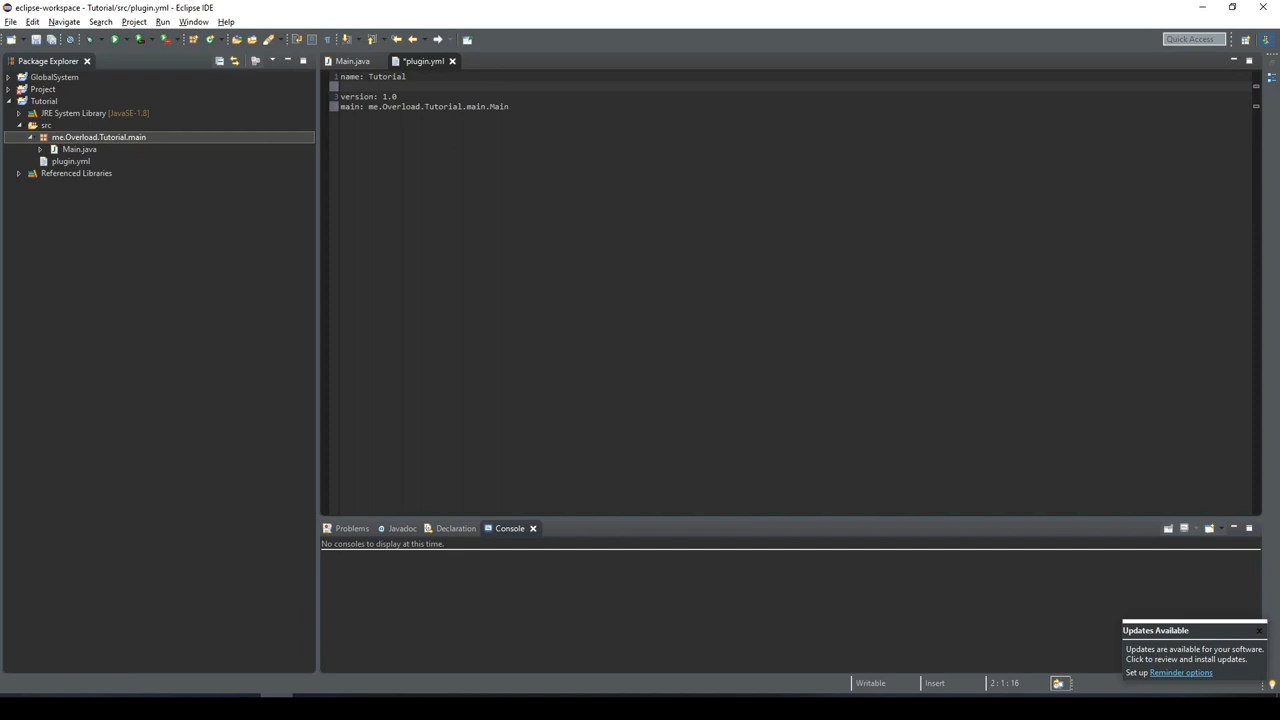 eclipse-workspace - Tutorial/src/plugin.yml - Eclipse IDE
File Edit Navigate Search Project Run Window Help
Quick Access
Package Explorer
Main.java *plugin.yml
GlobalSystem
Project
Tutorial
JRE System Library [JavaSE-1.8]
src
me.Overload.Tutorial.main
Main.java
plugin.yml
Referenced Libraries
1 name: Tutorial
3 version: 1.0
main: me.Overload.Tutorial.main.Main
Problems Javadoc Declaration Console
No consoles to display at this time.
Updates Available
Updates are available for your software.
Click to review and install updates.
Set up Reminder options
Writable Insert 2:1:16